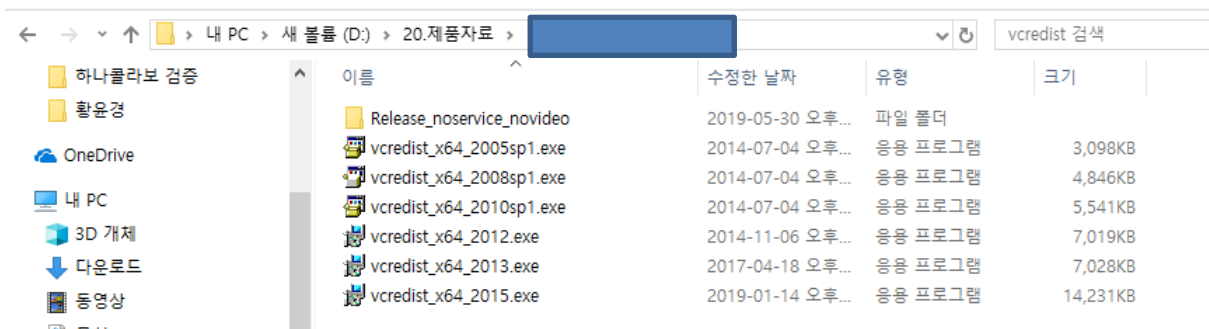 내 PC > 새 볼륨 (D:) > 20.제품자료 >
vcredist 검색
하나콜라보 검증
황윤경
OneDrive
내 PC
3D 개체
다운로드
동영상
이름 수정한 날짜 유형 크기
Release_noservice_novideo 2019-05-30 오후... 파일 폴더
vcredist_x64_2005sp1.exe 2014-07-04 오후... 응용 프로그램 3,098KB
vcredist_x64_2008sp1.exe 2014-07-04 오후... 응용 프로그램 4,846KB
vcredist_x64_2010sp1.exe 2014-07-04 오후... 응용 프로그램 5,541KB
vcredist_x64_2012.exe 2014-11-06 오후... 응용 프로그램 7,019KB
vcredist_x64_2013.exe 2017-04-18 오후... 응용 프로그램 7,028KB
vcredist_x64_2015.exe 2019-01-14 오후... 응용 프로그램 14,231KB